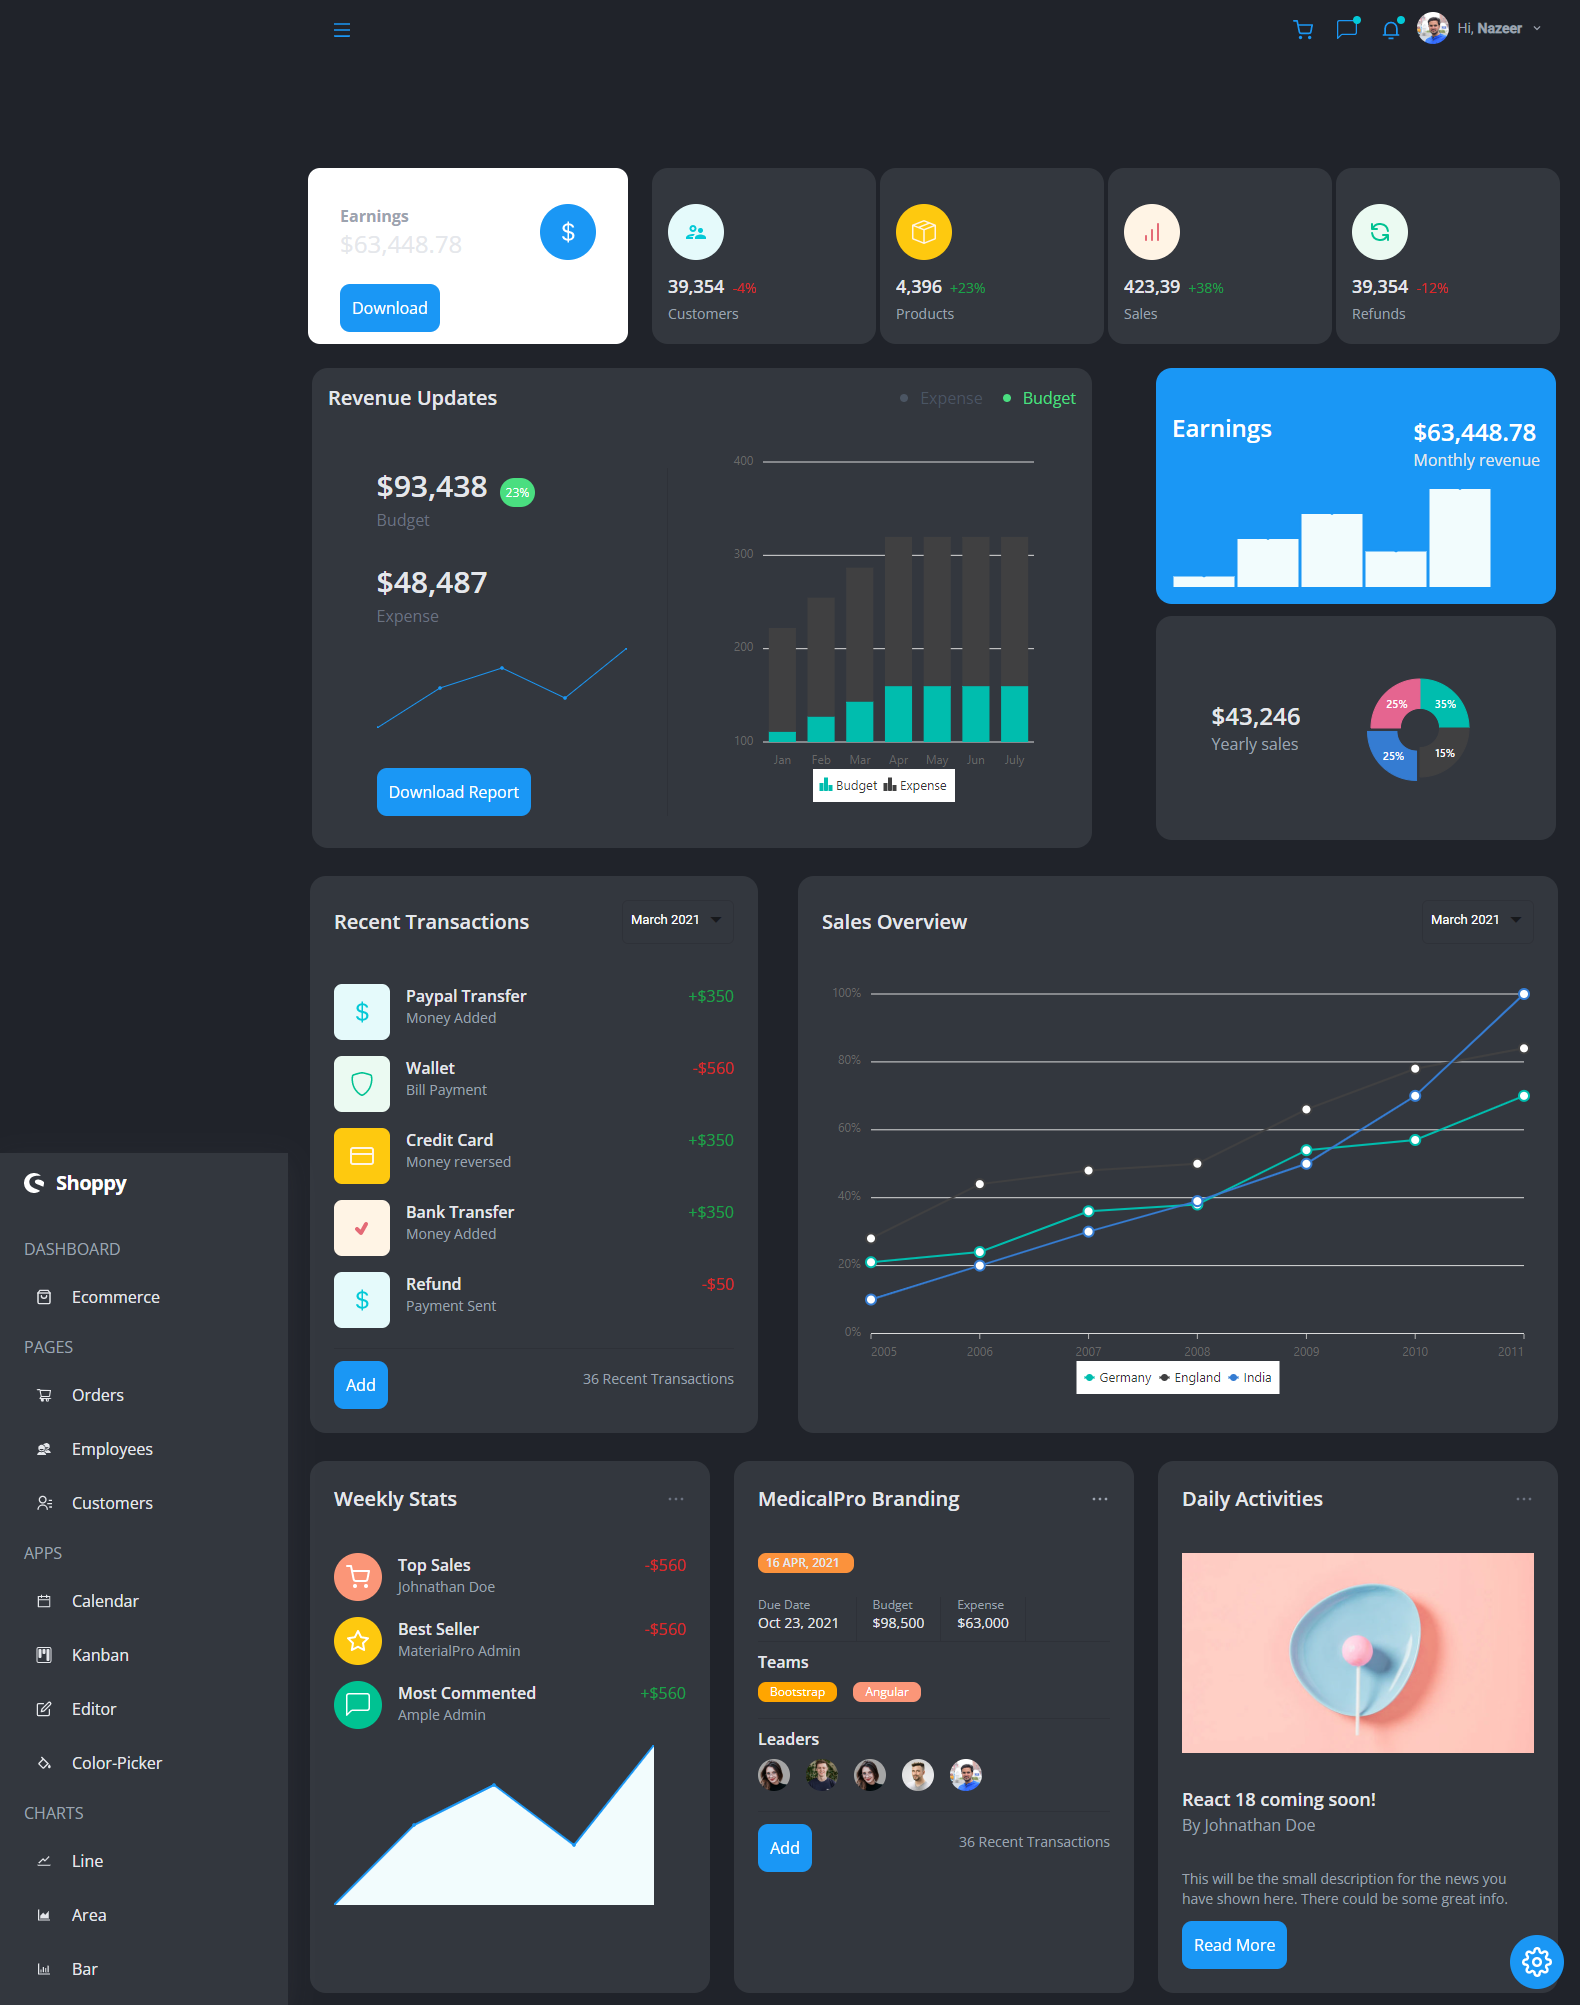 Hi, Nazeer
Earnings
$63,448.78
Download
39,354 -4%
Customers
4,396 +23%
Products
423,39 +38%
Sales
39,354 -12%
Refunds
Revenue Updates
Expense
Budget
$93,438 23%
Budget
$48,487
Expense
Download Report
400
300
200
100
Jan Feb Mar Apr May Jun July
Budget Expense
Earnings
$63,448.78
Monthly revenue
$43,246
Yearly sales
25% 35%
25% 15%
Recent Transactions
March 2021
Paypal Transfer +$350
Money Added
Wallet -$560
Bill Payment
Credit Card +$350
Money reversed
Bank Transfer +$350
Money Added
Refund -$50
Payment Sent
Add
36 Recent Transactions
Sales Overview
March 2021
100%
80%
60%
40%
20%
0%
2005 2006 2007 2008 2009 2010 2011
Germany England India
Shoppy
DASHBOARD
Ecommerce
PAGES
Orders
Employees
Customers
APPS
Calendar
Kanban
Editor
Color-Picker
CHARTS
Line
Area
Bar
Weekly Stats
Top Sales -$560
Johnathan Doe
Best Seller -$560
MaterialPro Admin
Most Commented +$560
Ample Admin
MedicalPro Branding
16 APR, 2021
Due Date Budget Expense
Oct 23, 2021 $98,500 $63,000
Teams
Bootstrap Angular
Leaders
Add
36 Recent Transactions
Daily Activities
React 18 coming soon!
By Johnathan Doe
This will be the small description for the news you
have shown here. There could be some great info.
Read More